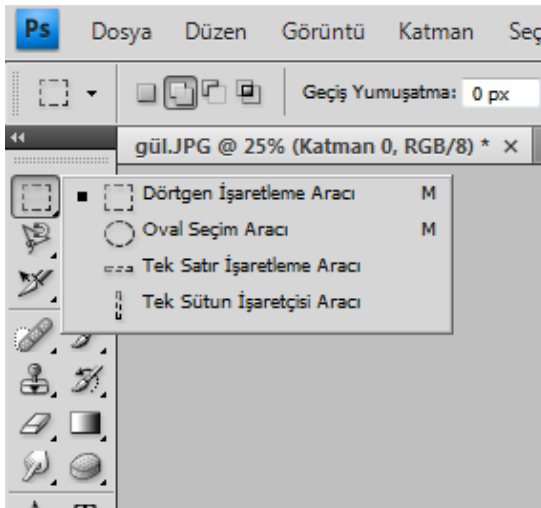 Ps Dosya Düzen Görüntü Katman Seç
Geçiş Yumuşatma: 0 px
gül.JPG @ 25% (Katman 0, RGB/8) * ×
Dörtgen İşaretleme Aracı M
Oval Seçim Aracı M
Tek Satır İşaretleme Aracı
Tek Sütun İşaretçisi Aracı